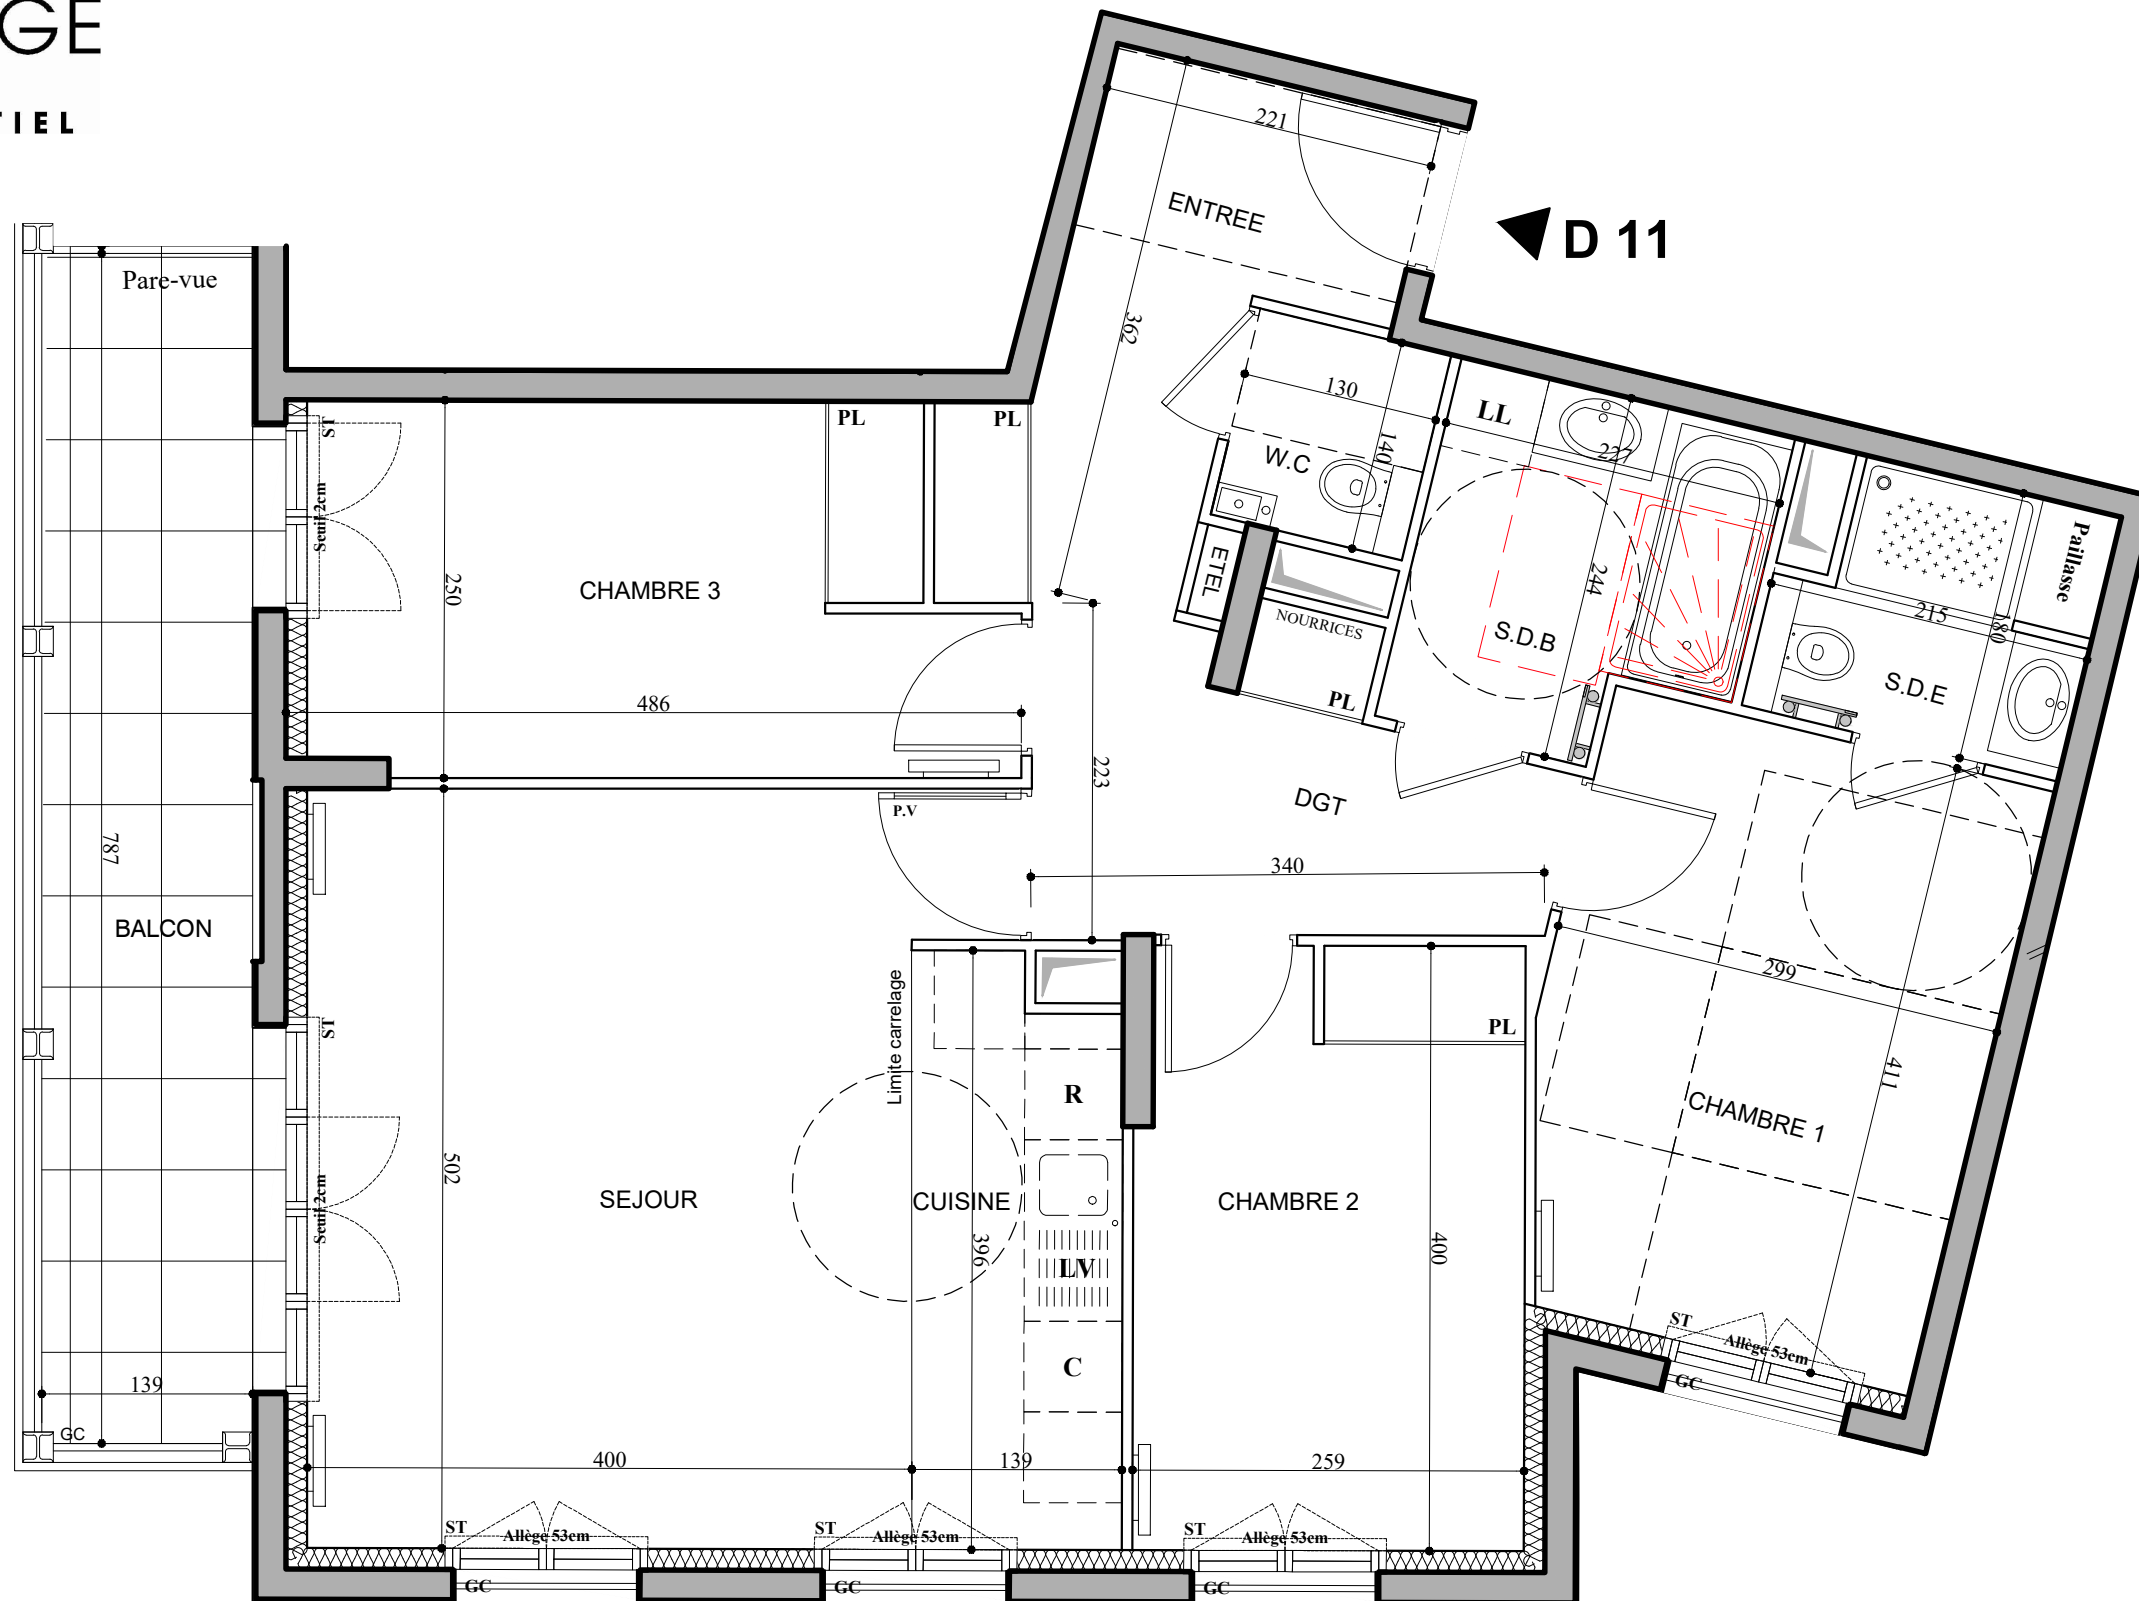 GE
TIEL
221
ENTREE
D 11
Pare-vue
362
130
LL
PL
PL
ST
140
227
W.C
Seuil 2cm
Paillasse
ETEL
250
CHAMBRE 3
244
215
180
NOURRICES
S.D.B
S.D.E
486
PL
223
DGT
P.V
787
340
BALCON
299
Limite carrelage
ST
PL
411
R
CHAMBRE 1
502
Seuil 2cm
SEJOUR
CUISINE
CHAMBRE 2
396
LV
400
ST
Allège 53cm
C
GC
139
GC
400
139
259
ST
Allège 53cm
ST
Allège 53cm
ST
Allège 53cm
GC
GC
GC